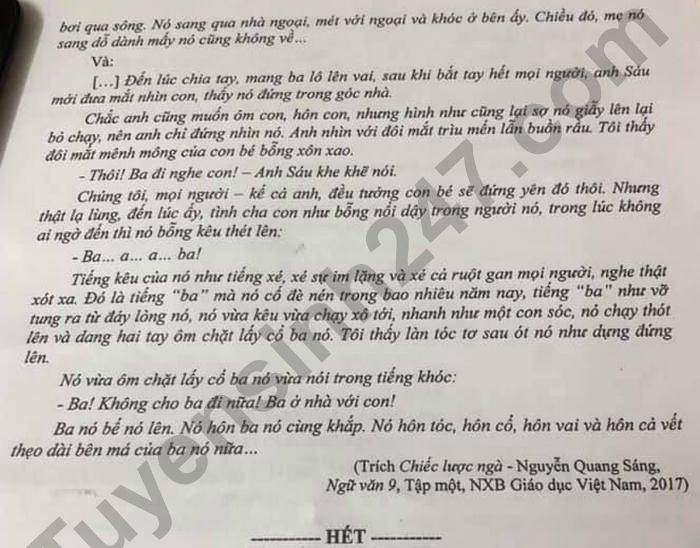 bơi qua sông. Nó sang qua nhà ngoại, mét với ngoại và khóc ở bên ấy. Chiều đó, mẹ nó
sang dỗ dành mấy nó cũng không về...
Và:
[...] Đến lúc chia tay, mang ba lô lên vai, sau khi bắt tay hết mọi người, anh Sáu
mới đưa mắt nhìn con, thấy nó đứng trong góc nhà.
Chắc anh cũng muốn ôm con, hôn con, nhưng hình như cũng lại sợ nó giẫy lên lại
bỏ chạy, nên anh chỉ đứng nhìn nó. Anh nhìn với đôi mắt trìu mến lẫn buồn rầu. Tôi thấy
đôi mắt mênh mông của con bé bỗng xôn xao.
- Thôi! Ba đi nghe con! – Anh Sáu khe khẽ nói.
Chúng tôi, mọi người – kể cả anh, đều tưởng con bé sẽ đứng yên đó thôi. Nhưng
thật lạ lùng, đến lúc ấy, tình cha con như bỗng nổi dậy trong người nó, trong lúc không
ai ngờ đến thì nó bỗng kêu thét lên:
- Ba... a... a... ba!
Tiếng kêu của nó như tiếng xé, xé sự im lặng và xé cả ruột gan mọi người, nghe thật
xót xa. Đó là tiếng “ba” mà nó cố đè nén trong bao nhiêu năm nay, tiếng “ba” như vỡ
tung ra từ đáy lòng nó, nó vừa kêu vừa chạy xô tới, nhanh như một con sóc, nó chạy thót
lên và dang hai tay ôm chặt lấy cổ ba nó. Tôi thấy làn tóc tơ sau ót nó như dựng đứng
lên.
Nó vừa ôm chặt lấy cổ ba nó vừa nói trong tiếng khóc:
- Ba! Không cho ba đi nữa! Ba ở nhà với con!
Ba nó bế nó lên. Nó hôn ba nó cùng khắp. Nó hôn tóc, hôn cổ, hôn vai và hôn cả vết
thẹo dài bên má của ba nó nữa...
(Trích Chiếc lược ngà - Nguyễn Quang Sáng,
Ngữ văn 9, Tập một, NXB Giáo dục Việt Nam, 2017)
----------- HẾT -----------
Tuyensinh247.com